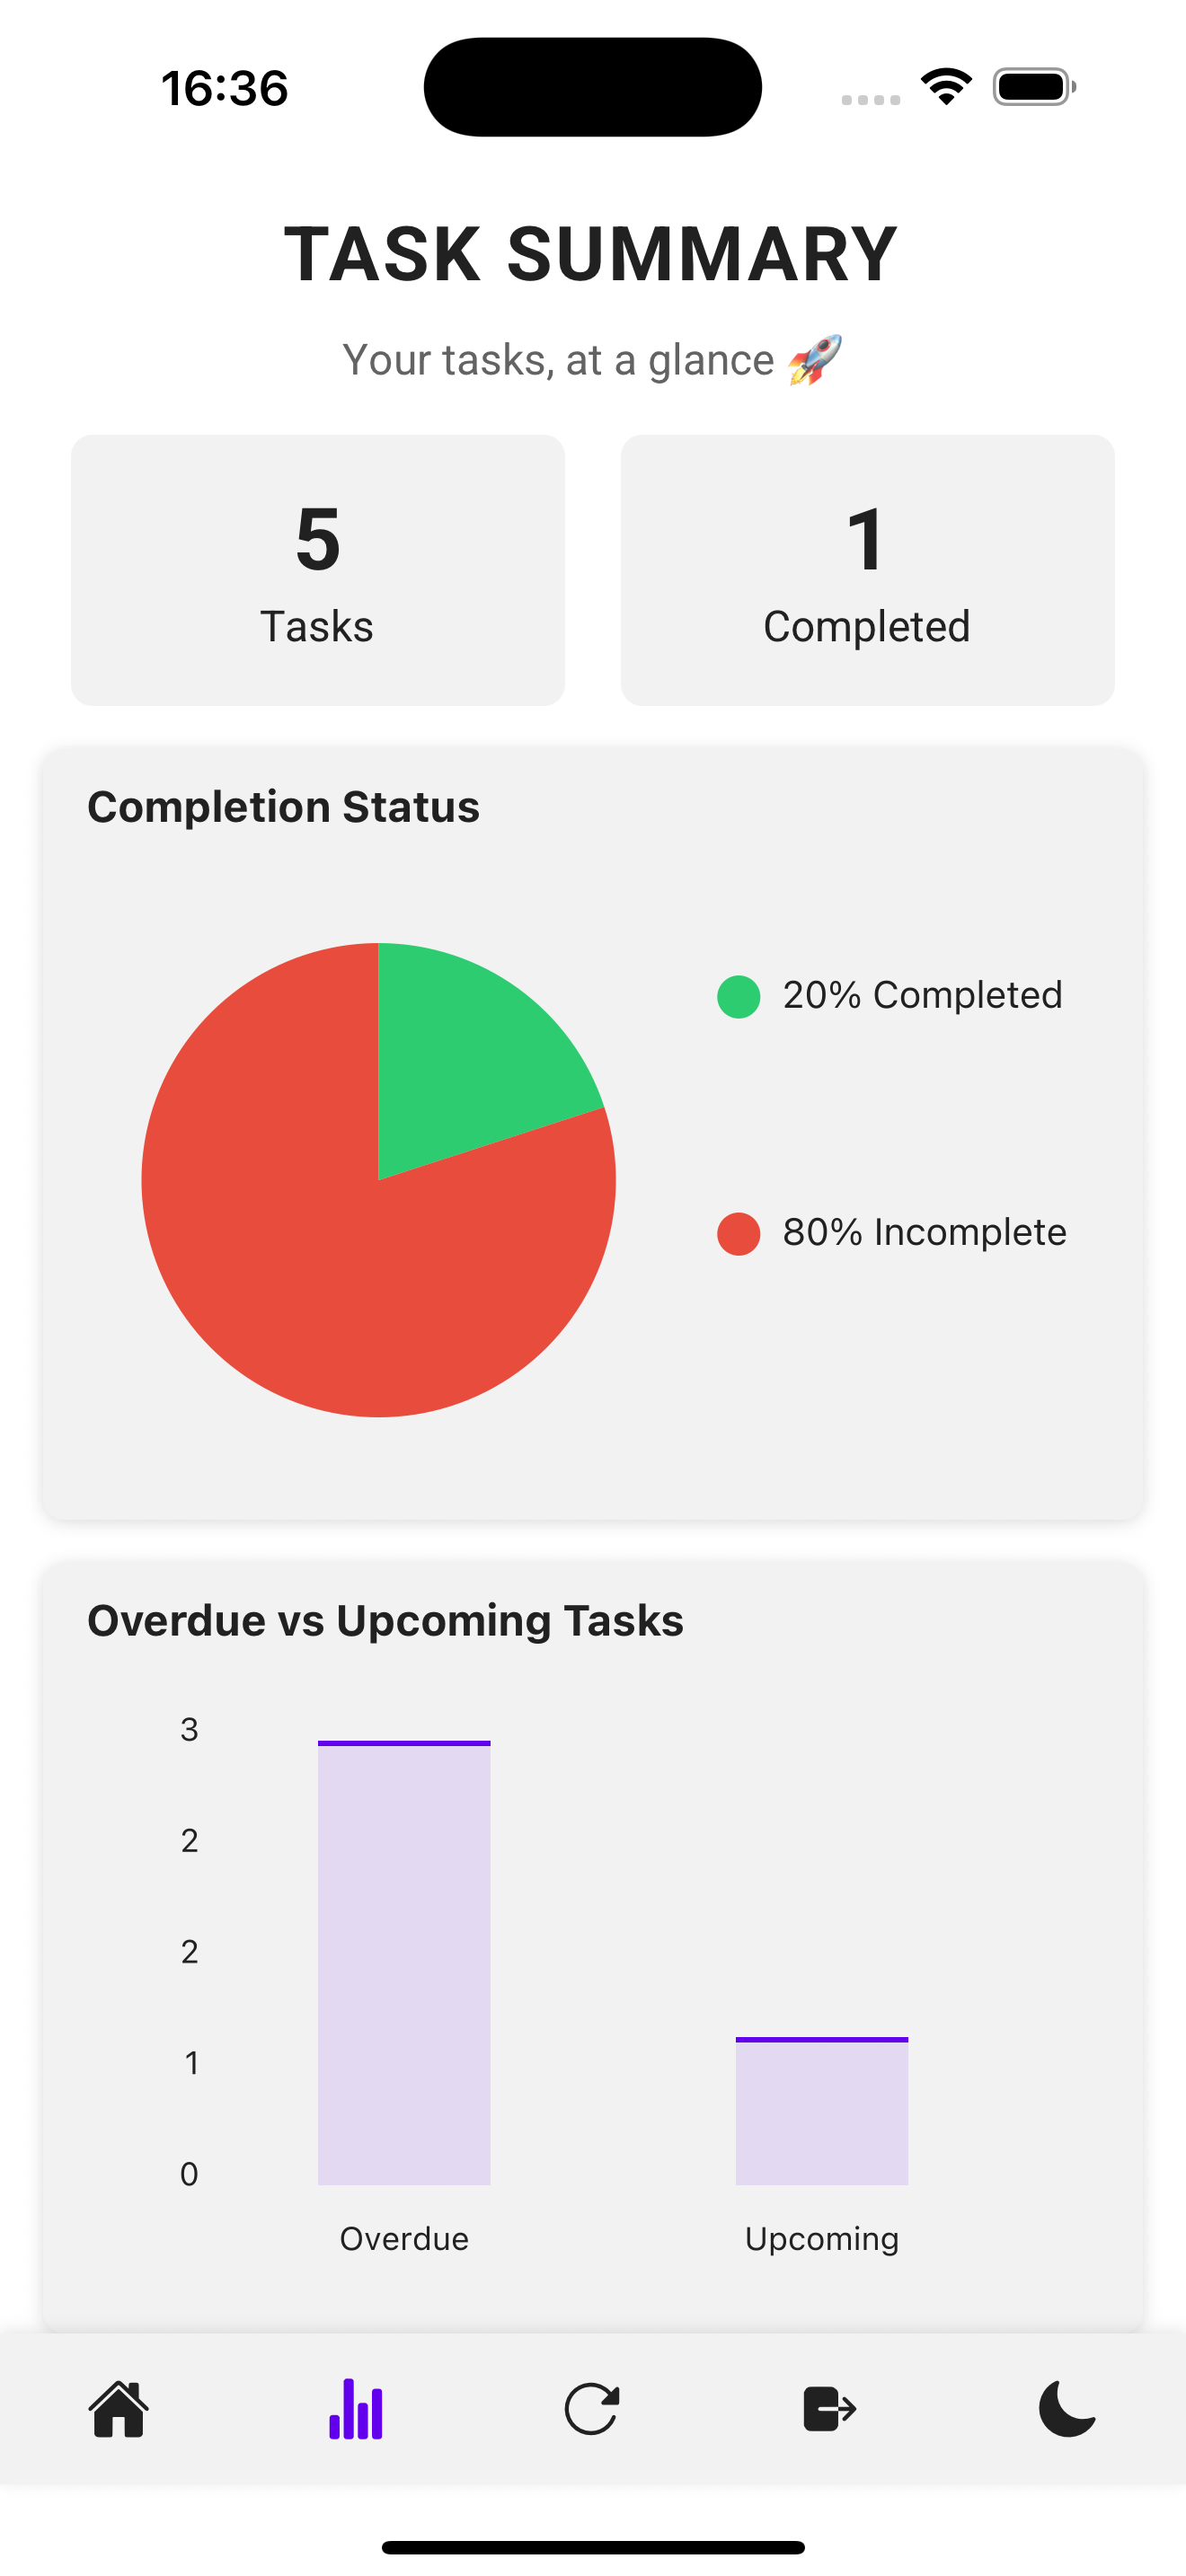 16:36
TASK SUMMARY
Your tasks, at a glance 🚀
5
Tasks
1
Completed
Completion Status
20% Completed
80% Incomplete
Overdue vs Upcoming Tasks
3
2
2
1
0
Overdue
Upcoming